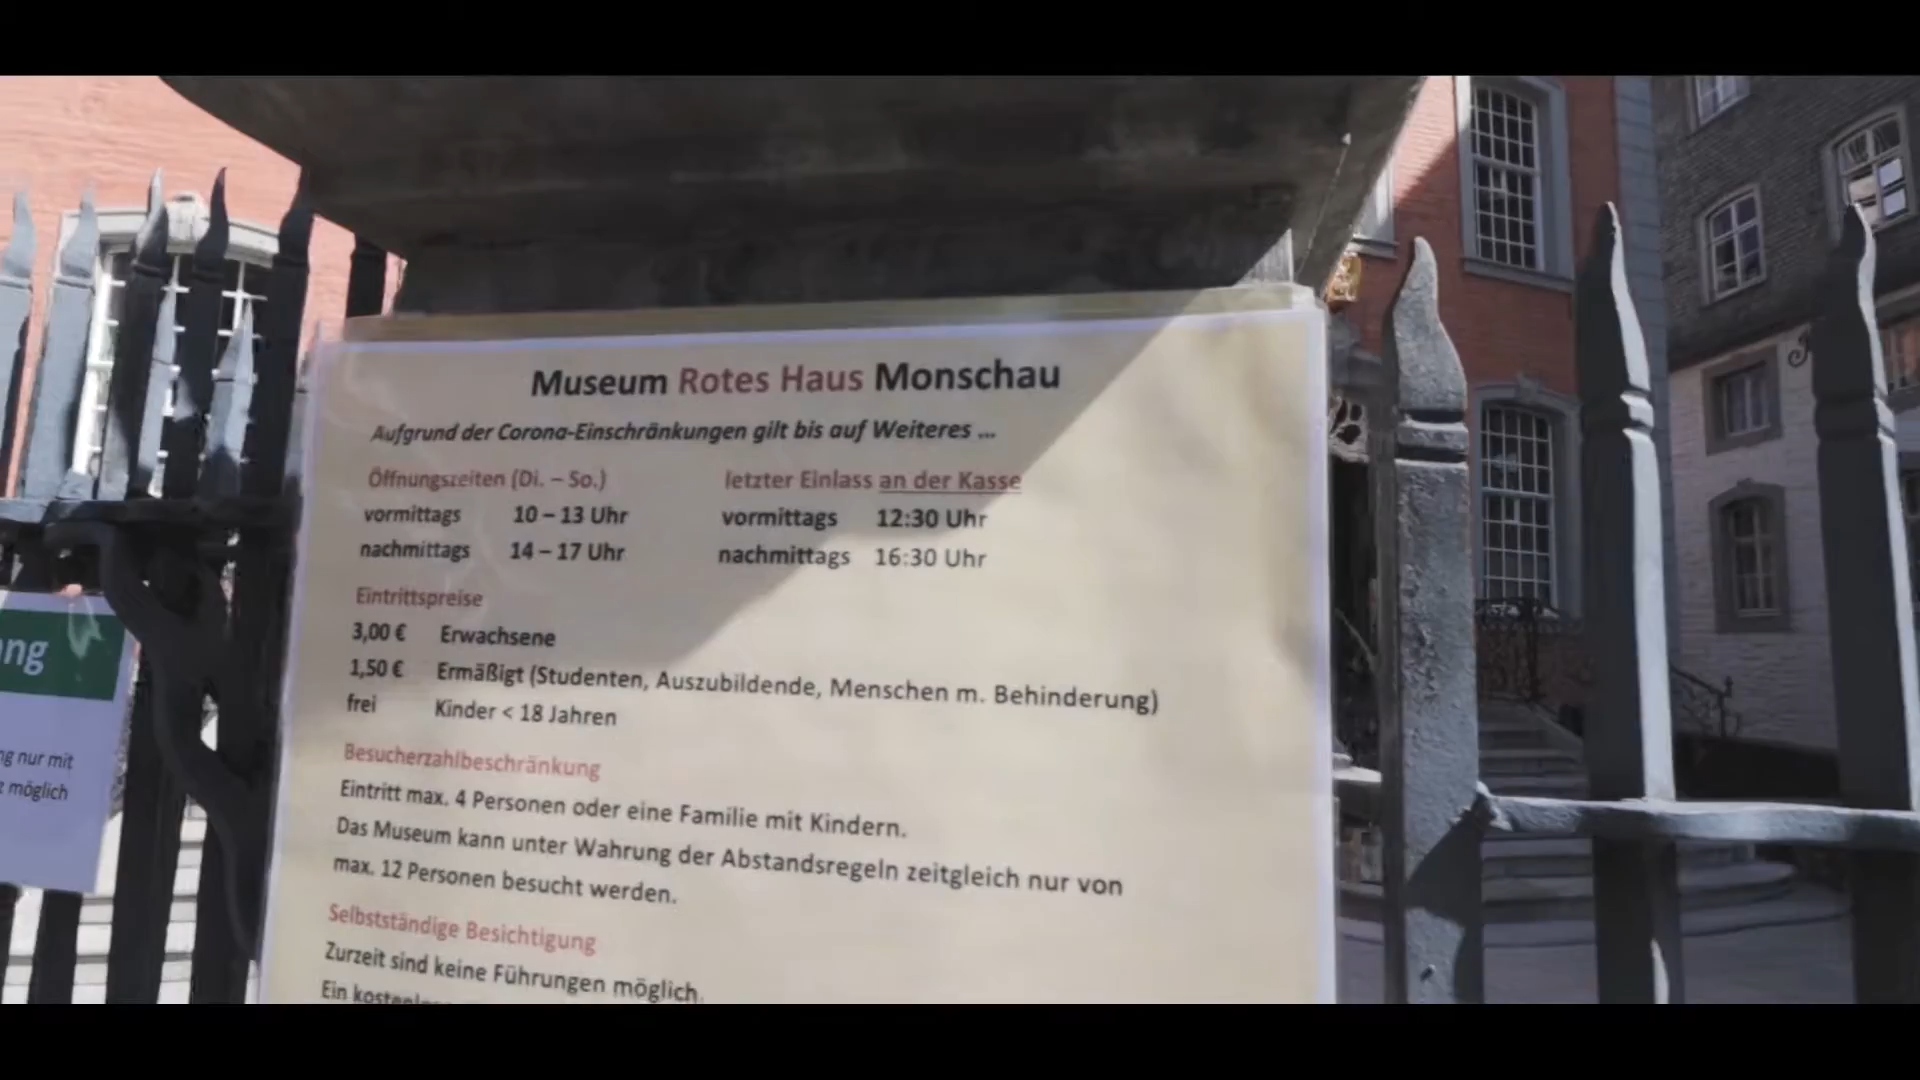 Museum Rotes Haus Monschau
Aufgrund der Corona-Einschränkungen gilt bis auf Weiteres ...
Öffnungszeiten (Di. – So.) letzter Einlass an der Kasse
vormittags 10 – 13 Uhr vormittags 12:30 Uhr
nachmittags 14 – 17 Uhr nachmittags 16:30 Uhr
Eintrittspreise
3,00 € Erwachsene
1,50 € Ermäßigt (Studenten, Auszubildende, Menschen m. Behinderung)
frei Kinder < 18 Jahren
Besucherzahlbeschränkung
Eintritt max. 4 Personen oder eine Familie mit Kindern.
Das Museum kann unter Wahrung der Abstandsregeln zeitgleich nur von
max. 12 Personen besucht werden.
Selbstständige Besichtigung
Zurzeit sind keine Führungen möglich.
Ein
ang
nur mit
möglich